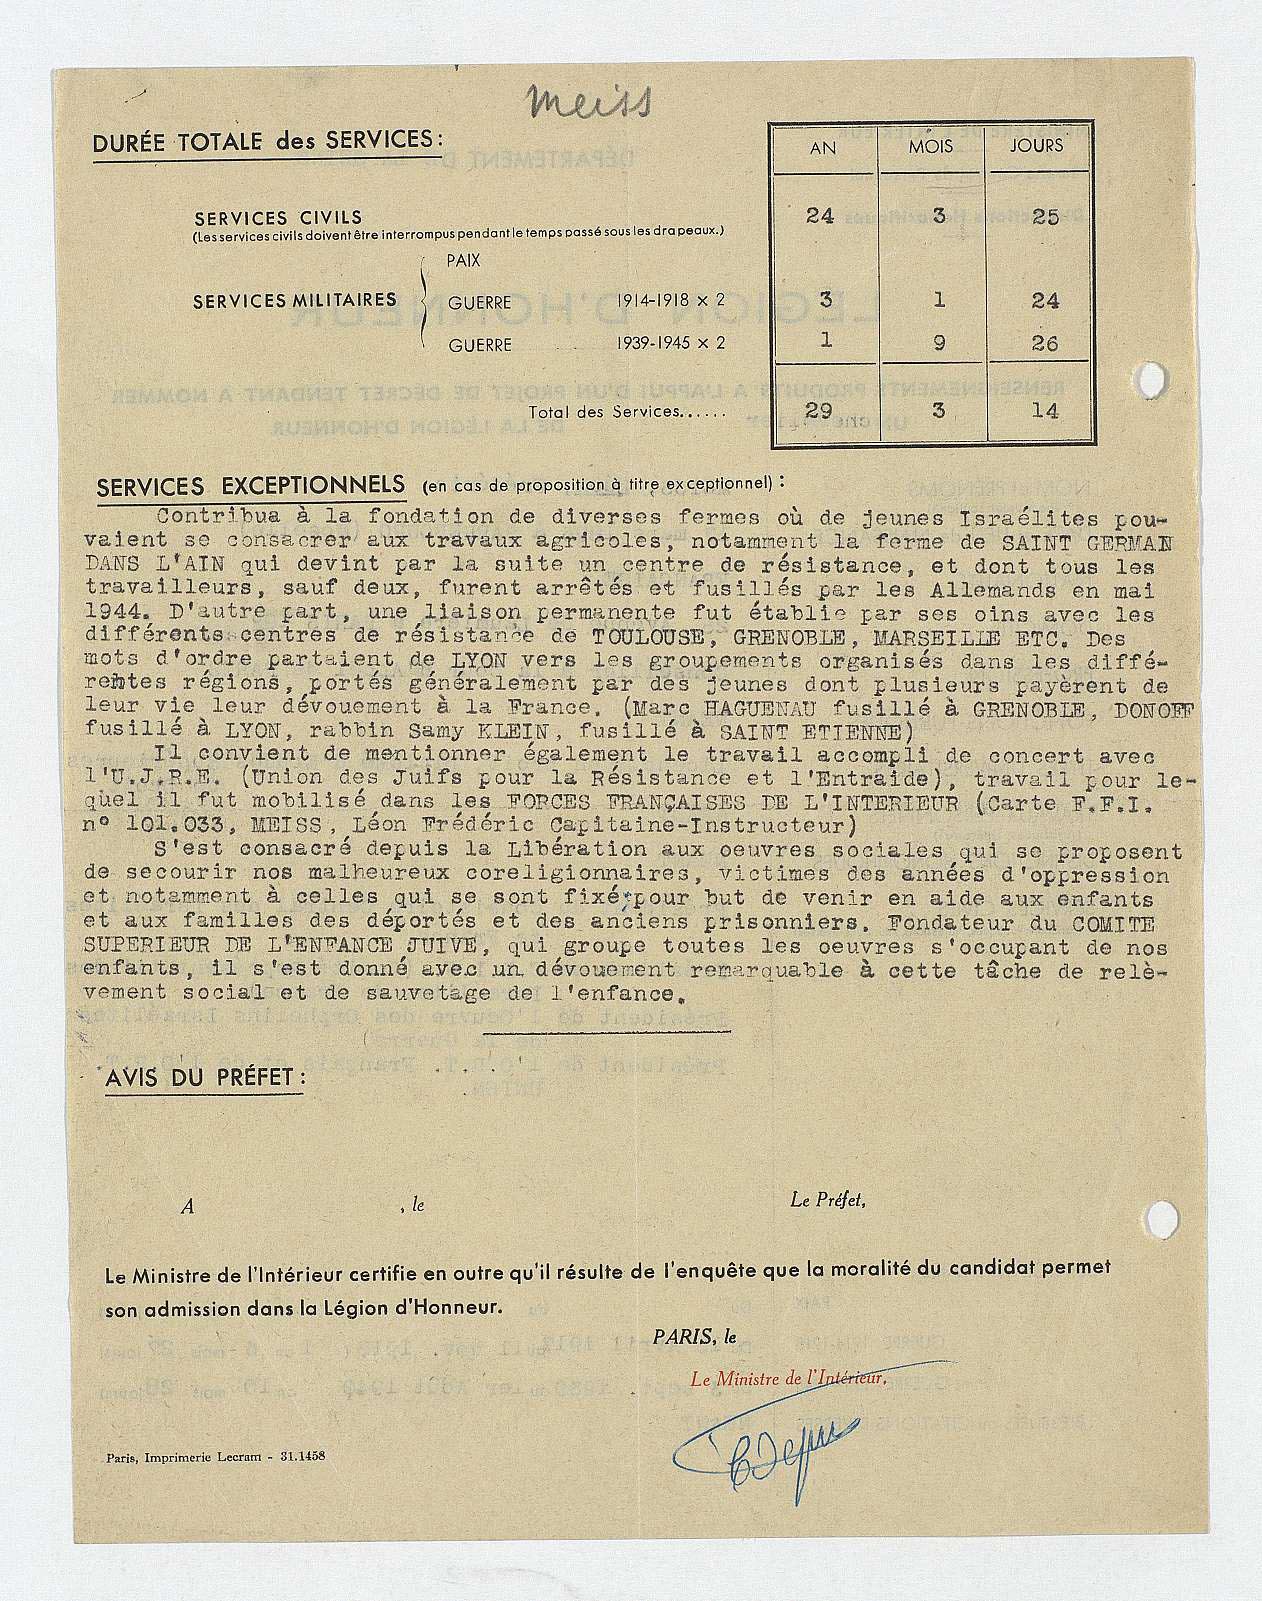 Meiss
DURÉE TOTALE des SERVICES:
AN MOIS JOURS
SERVICES CIVILS 24 3 25
(Les services civils doivent être interrompus pendant le temps passé sous les drapeaux.)
PAIX
SERVICES MILITAIRES GUERRE 1914-1918 × 2 3 1 24
GUERRE 1939-1945 × 2 1 9 26
Total des Services...... 29 3 14
SERVICES EXCEPTIONNELS (en cas de proposition à titre exceptionnel) :
Contribua à la fondation de diverses fermes où de jeunes Israélites pou-
vaient se consacrer aux travaux agricoles, notamment la ferme de SAINT GERMAN
DANS L'AIN qui devint par la suite un centre de résistance, et dont tous les
travailleurs, sauf deux, furent arrêtés et fusillés par les Allemands en mai
1944. D'autre part, une liaison permanente fut établie par ses oins avec les
différents centres de résistance de TOULOUSE, GRENOBLE, MARSEILLE ETC. Des
mots d'ordre partaient de LYON vers les groupements organisés dans les diffé-
rentes régions, portés généralement par des jeunes dont plusieurs payèrent de
leur vie leur dévouement à la France. (Marc HAGUENAU fusillé à GRENOBLE, DONOFF
fusillé à LYON, rabbin Samy KLEIN, fusillé à SAINT ETIENNE)
Il convient de mentionner également le travail accompli de concert avec
l'U.J.R.E. (Union des Juifs pour la Résistance et l'Entraide), travail pour le-
quel il fut mobilisé dans les FORCES FRANÇAISES DE L'INTERIEUR (Carte F.F.I.
n° 101.033, MEISS, Léon Frédéric Capitaine-Instructeur)
S'est consacré depuis la Libération aux oeuvres sociales qui se proposent
de secourir nos malheureux coreligionnaires, victimes des années d'oppression
et notamment à celles qui se sont fixé pour but de venir en aide aux enfants
et aux familles des déportés et des anciens prisonniers. Fondateur du COMITE
SUPERIEUR DE L'ENFANCE JUIVE, qui groupe toutes les oeuvres s'occupant de nos
enfants, il s'est donné avec un dévouement remarquable à cette tâche de relè-
vement social et de sauvetage de l'enfance.
AVIS DU PRÉFET :
A , le Le Préfet,
Le Ministre de l'Intérieur certifie en outre qu'il résulte de l'enquête que la moralité du candidat permet
son admission dans la Légion d'Honneur.
PARIS, le
Le Ministre de l'Intérieur,
Paris, Imprimerie Lecram - 31.1458